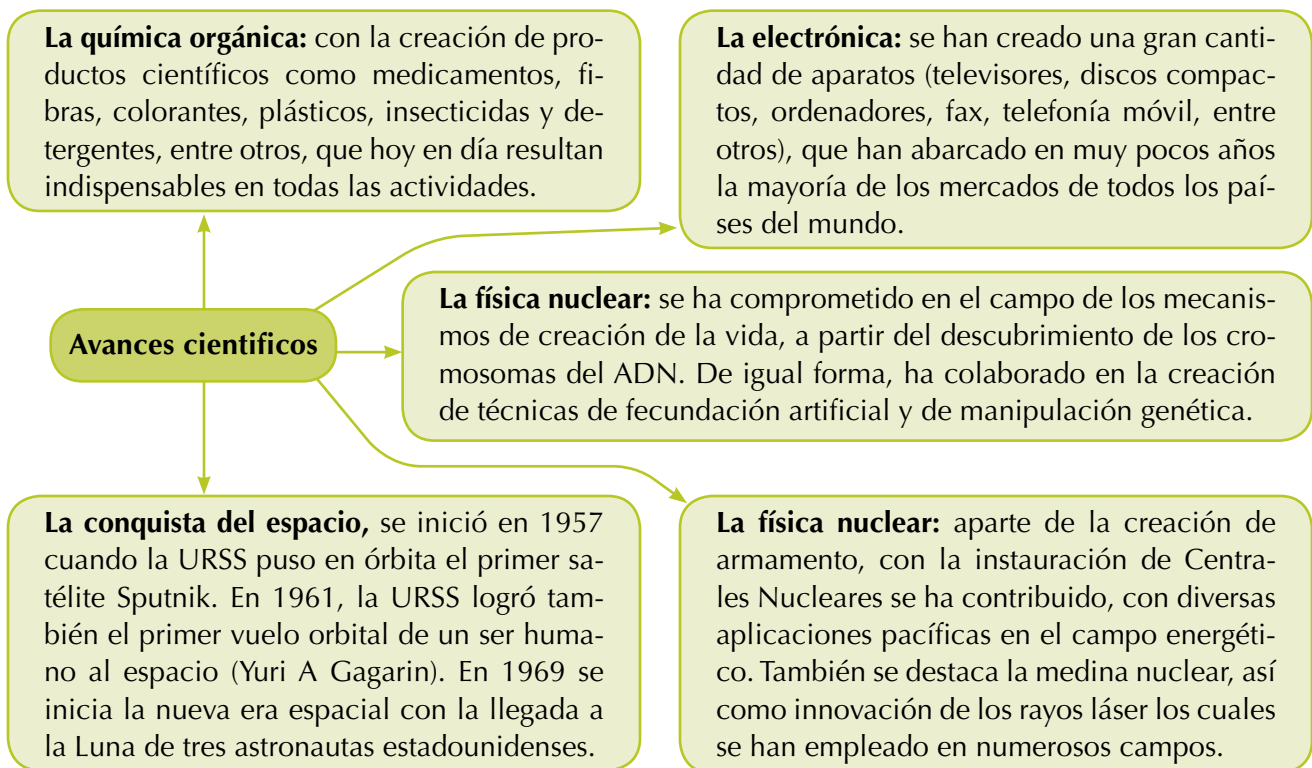 La química orgánica: con la creación de pro-
ductos científicos como medicamentos, fi-
bras, colorantes, plásticos, insecticidas y de-
tergentes, entre otros, que hoy en día resultan
indispensables en todas las actividades.
La electrónica: se han creado una gran canti-
dad de aparatos (televisores, discos compac-
tos, ordenadores, fax, telefonía móvil, entre
otros), que han abarcado en muy pocos años
la mayoría de los mercados de todos los paí-
ses del mundo.
Avances cientificos
La física nuclear: se ha comprometido en el campo de los mecanis-
mos de creación de la vida, a partir del descubrimiento de los cro-
mosomas del ADN. De igual forma, ha colaborado en la creación
de técnicas de fecundación artificial y de manipulación genética.
La conquista del espacio, se inició en 1957
cuando la URSS puso en órbita el primer sa-
télite Sputnik. En 1961, la URSS logró tam-
bién el primer vuelo orbital de un ser huma-
no al espacio (Yuri A Gagarin). En 1969 se
inicia la nueva era espacial con la llegada a
la Luna de tres astronautas estadounidenses.
La física nuclear: aparte de la creación de
armamento, con la instauración de Centra-
les Nucleares se ha contribuido, con diversas
aplicaciones pacíficas en el campo energéti-
co. También se destaca la medina nuclear, así
como innovación de los rayos láser los cuales
se han empleado en numerosos campos.